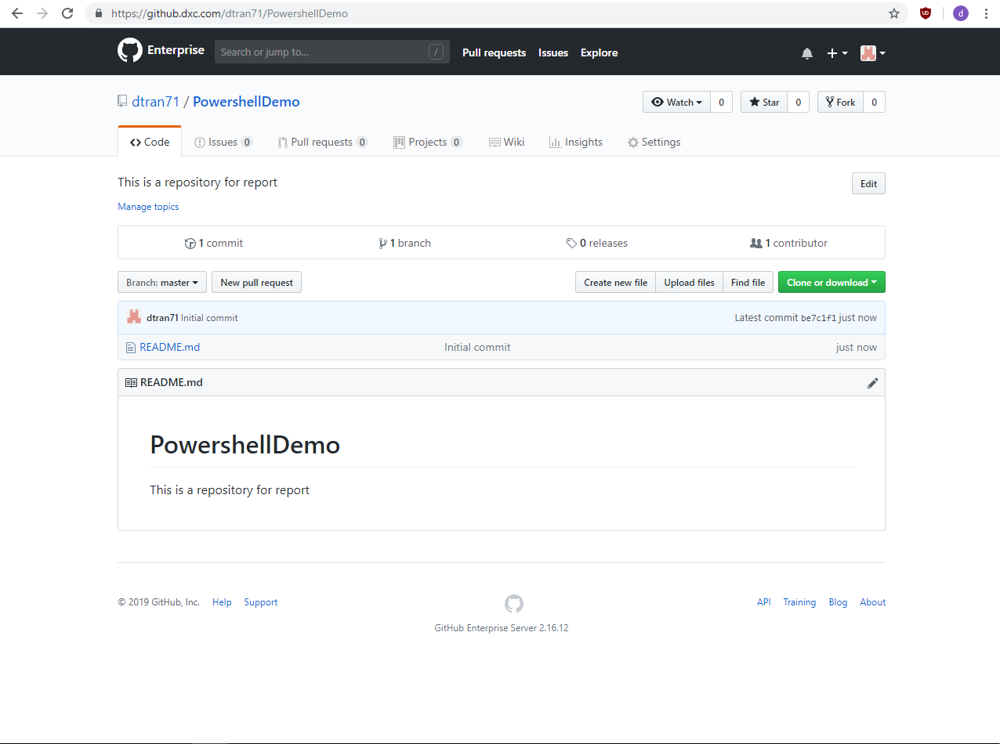 https://github.dxc.com/dtran71/PowershellDemo
d
Enterprise Search or jump to... / Pull requests Issues Explore
dtran71 / PowershellDemo Watch 0 Star 0 Fork 0
Code Issues 0 Pull requests 0 Projects 0 Wiki Insights Settings
This is a repository for report Edit
Manage topics
1 commit 1 branch 0 releases 1 contributor
Branch: master New pull request Create new file Upload files Find file Clone or download
dtran71 Initial commit Latest commit be7c1f1 just now
README.md Initial commit just now
README.md
PowershellDemo
This is a repository for report
© 2019 GitHub, Inc. Help Support API Training Blog About
GitHub Enterprise Server 2.16.12